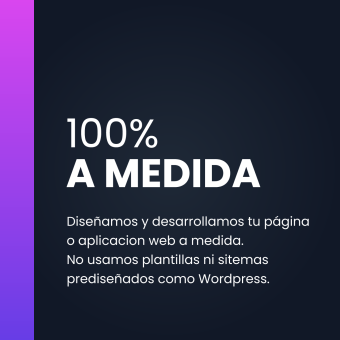 100%
A MEDIDA
Diseñamos y desarrollamos tu página
o aplicacion web a medida.
No usamos plantillas ni sitemas
prediseñados como Wordpress.